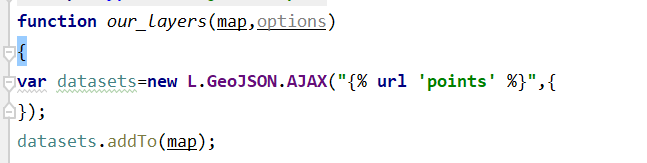 function our_layers(map,options)
{
var datasets=new L.GeoJSON.AJAX("{% url 'points' %}",{
});
datasets.addTo(map);